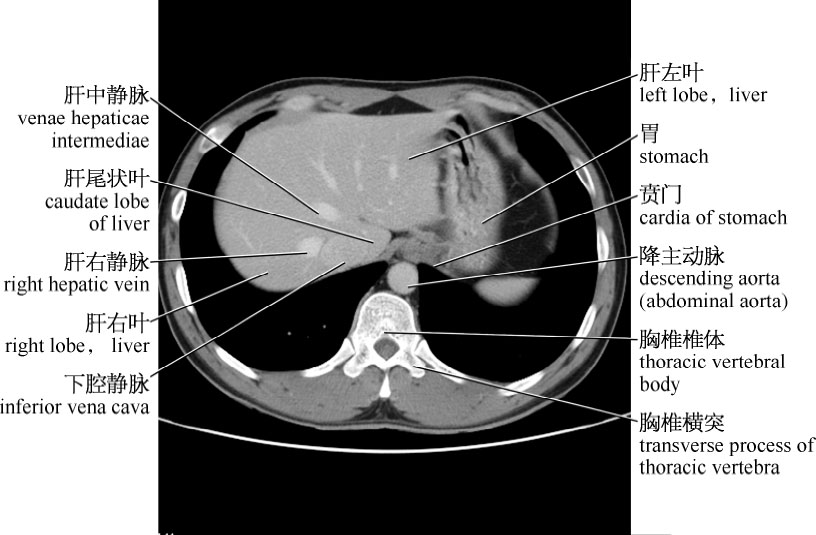 肝中静脉
venae hepaticae
intermediae
肝尾状叶
caudate lobe
of liver
肝右静脉
right hepatic vein
肝右叶
right lobe， liver
下腔静脉
inferior vena cava
肝左叶
left lobe，liver
胃
stomach
贲门
cardia of stomach
降主动脉
descending aorta
(abdominal aorta)
胸椎椎体
thoracic vertebral
body
胸椎横突
transverse process of
thoracic vertebra